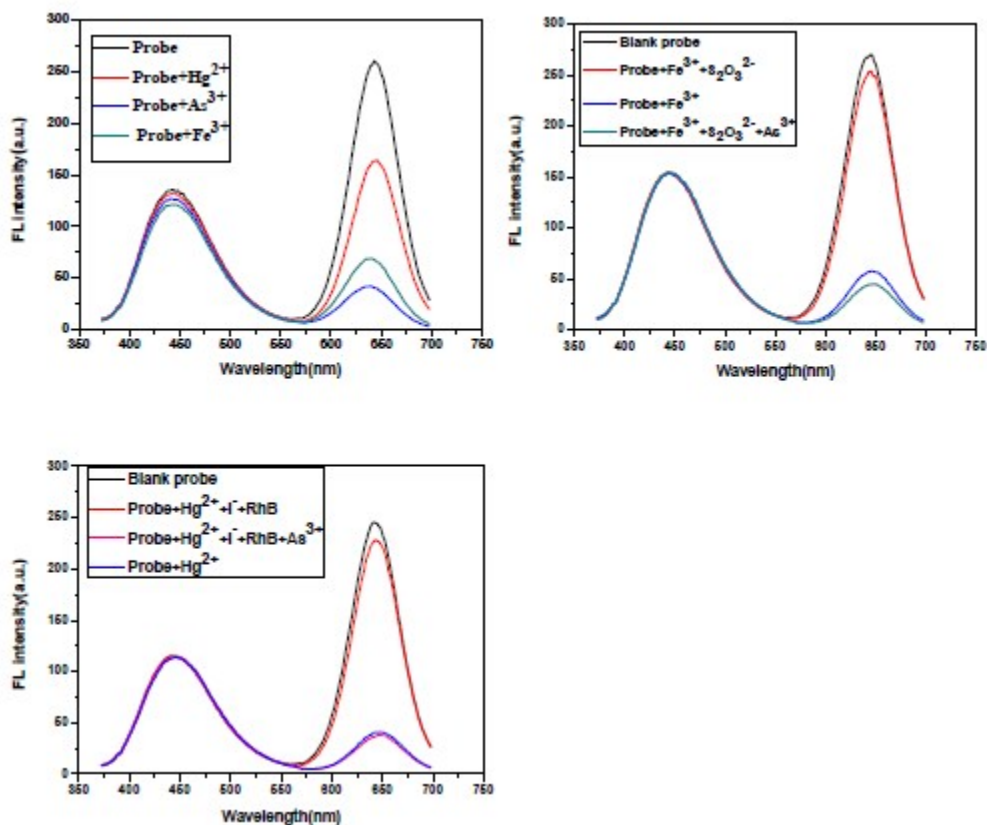 300
250
200
150
100
50
0
FL intensity(a.u.)
Probe
Probe+Hg²⁺
Probe+As³⁺
Probe+Fe³⁺
350 400 450 500 550 600 650 700 750
Wavelength(nm)
300
250
200
150
100
50
0
FL intensity(a.u.)
Blank probe
Probe+Fe³⁺+S₂O₃²⁻
Probe+Fe³⁺
Probe+Fe³⁺+S₂O₃²⁻+As³⁺
350 400 450 500 550 600 650 700 750
Wavelength(nm)
300
250
200
150
100
50
0
FL intensity(a.u.)
Blank probe
Probe+Hg²⁺+I⁻+RhB
Probe+Hg²⁺+I⁻+RhB+As³⁺
Probe+Hg²⁺
350 400 450 500 550 600 650 700 750
Wavelength(nm)